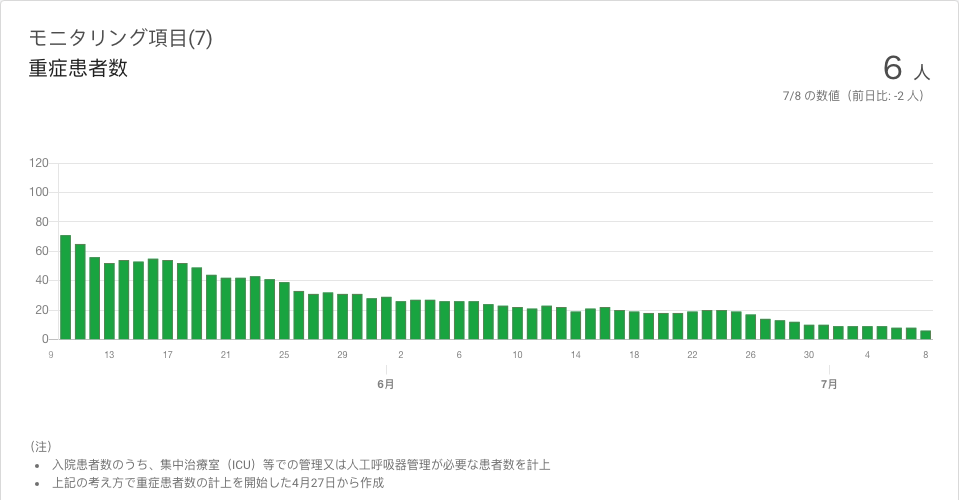 モニタリング項目(7)
重症患者数
6 人
7/8 の数値（前日比: -2 人）
120
100
80
60
40
20
0
9 13 17 21 25 29 2 6 10 14 18 22 26 30 4 8
6月 7月
（注）
• 入院患者数のうち、集中治療室（ICU）等での管理又は人工呼吸器管理が必要な患者数を計上
• 上記の考え方で重症患者数の計上を開始した4月27日から作成